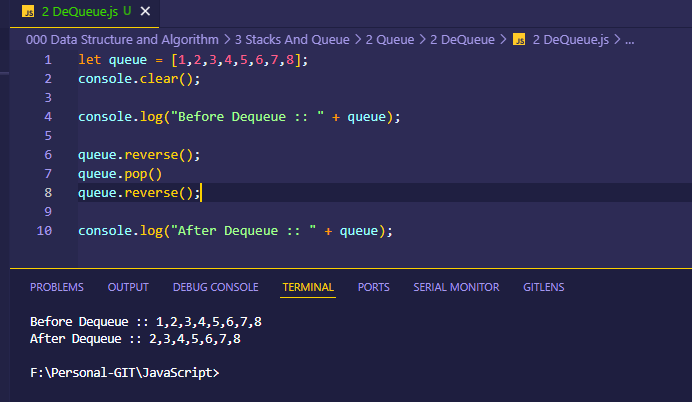 JS 2 DeQueue.js U ✕
000 Data Structure and Algorithm > 3 Stacks And Queue > 2 Queue > 2 DeQueue > JS 2 DeQueue.js > ...
1 let queue = [1,2,3,4,5,6,7,8];
2 console.clear();
3
4 console.log("Before Dequeue :: " + queue);
5
6 queue.reverse();
7 queue.pop()
8 queue.reverse();
9
10 console.log("After Dequeue :: " + queue);
PROBLEMS OUTPUT DEBUG CONSOLE TERMINAL PORTS SERIAL MONITOR GITLENS
Before Dequeue :: 1,2,3,4,5,6,7,8
After Dequeue :: 2,3,4,5,6,7,8
F:\Personal-GIT\JavaScript>